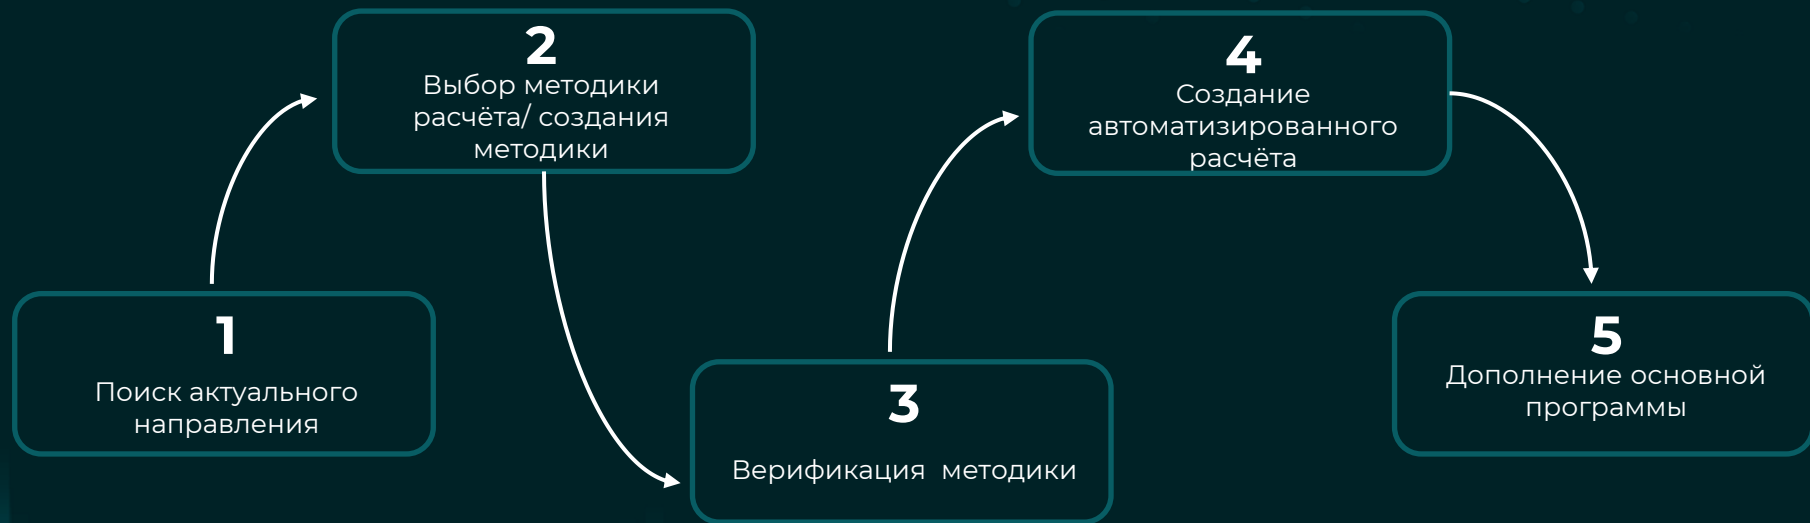 1
Поиск актуального
направления
2
Выбор методики
расчёта/ создания
методики
3
Верификация  методики
4
Создание
автоматизированного
расчёта
5
Дополнение основной
программы